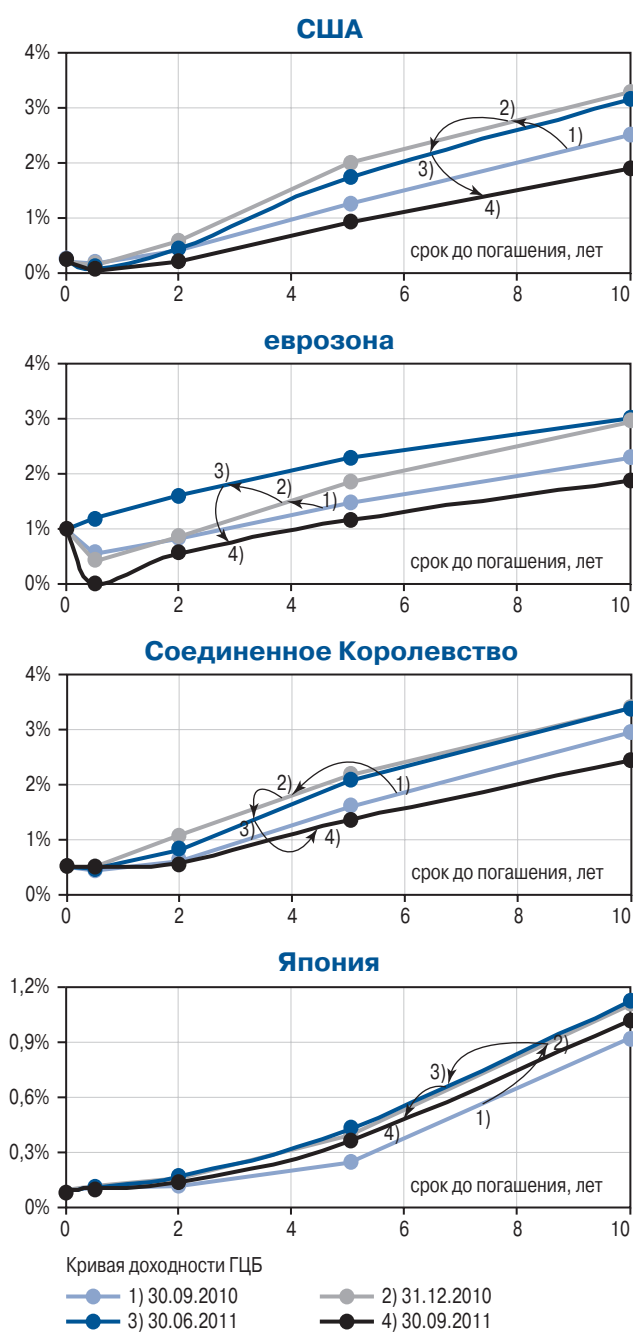 США
4%
3%
2%
1%
0%
2)
1)
3)
4)
срок до погашения, лет
0 2 4 6 8 10
еврозона
4%
3%
2%
1%
0%
3)
2)
1)
4)
срок до погашения, лет
0 2 4 6 8 10
Соединенное Королевство
4%
3%
2%
1%
0%
2)
1)
3)
4)
срок до погашения, лет
0 2 4 6 8 10
Япония
1,2%
0,9%
0,6%
0,3%
0%
2)
3)
1)
4)
срок до погашения, лет
0 2 4 6 8 10
Кривая доходности ГЦБ
1) 30.09.2010 2) 31.12.2010
3) 30.06.2011 4) 30.09.2011